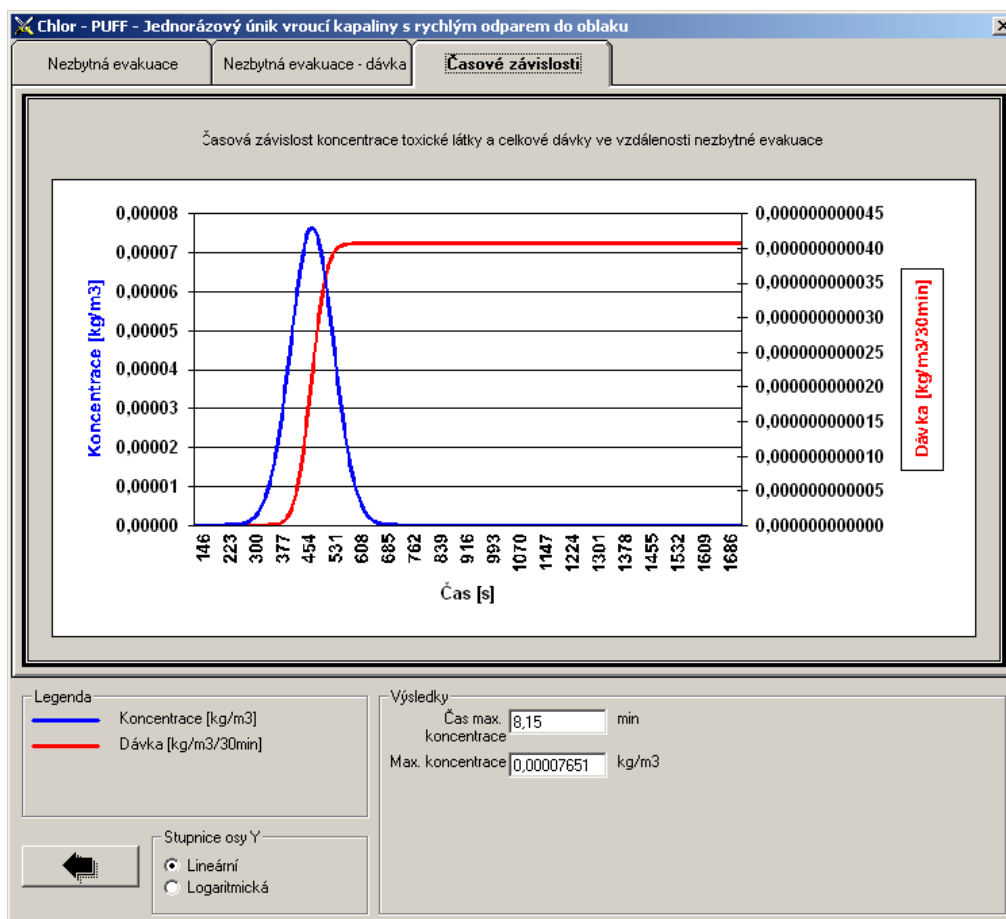 Chlor - PUFF - Jednorázový únik vroucí kapaliny s rychlým odparem do oblaku
Nezbytná evakuace
Nezbytná evakuace - dávka
Časové závislosti
Časová závislost koncentrace toxické látky a celkové dávky ve vzdálenosti nezbytné evakuace
Koncentrace [kg/m3]
0,00008
0,00007
0,00006
0,00005
0,00004
0,00003
0,00002
0,00001
0,00000
0,000000000045
0,000000000040
0,000000000035
0,000000000030
0,000000000025
0,000000000020
0,000000000015
0,000000000010
0,000000000005
0,000000000000
Dávka [kg/m3/30min]
146 223 300 377 454 531 608 685 762 839 916 993 1070 1147 1224 1301 1378 1455 1532 1609 1686
Čas [s]
Legenda
Koncentrace [kg/m3]
Dávka [kg/m3/30min]
Stupnice osy Y
Lineární
Logaritmická
Výsledky
Čas max. koncentrace 8,15 min
Max. koncentrace 0,00007651 kg/m3